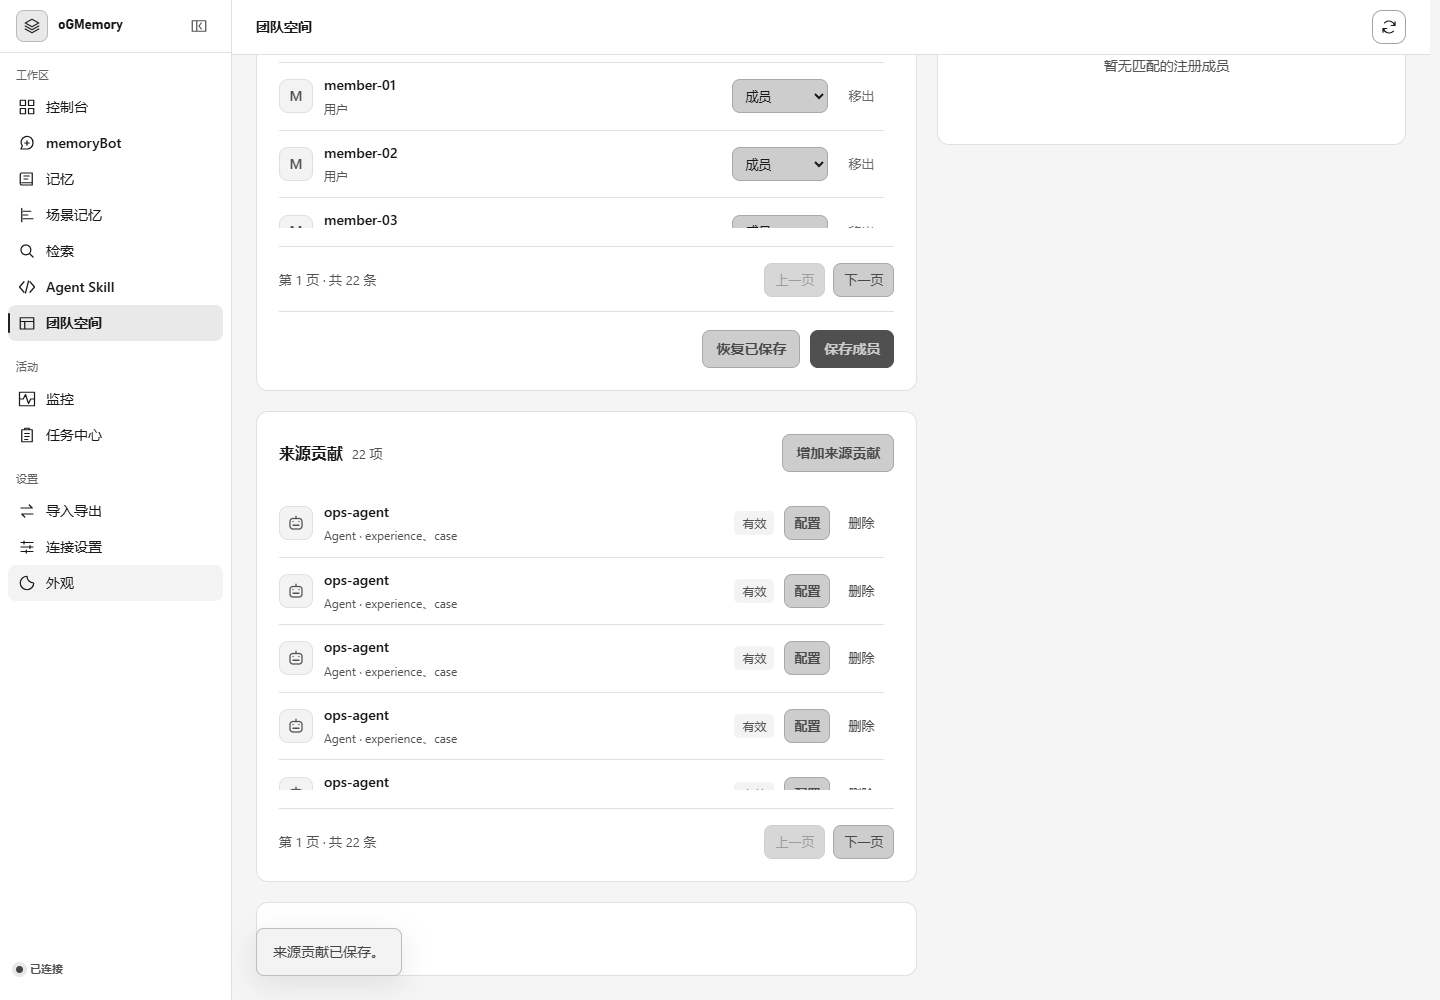 oGMemory
工作区
控制台
memoryBot
记忆
场景记忆
检索
Agent Skill
团队空间
活动
监控
任务中心
设置
导入导出
连接设置
外观
已连接
团队空间
M
member-01
用户
成员
移出
M
member-02
用户
成员
移出
member-03
第 1 页 · 共 22 条
上一页
下一页
恢复已保存
保存成员
来源贡献 22 项
增加来源贡献
ops-agent
Agent · experience、case
有效
配置
删除
ops-agent
Agent · experience、case
有效
配置
删除
ops-agent
Agent · experience、case
有效
配置
删除
ops-agent
Agent · experience、case
有效
配置
删除
ops-agent
第 1 页 · 共 22 条
上一页
下一页
来源贡献已保存。
暂无匹配的注册成员